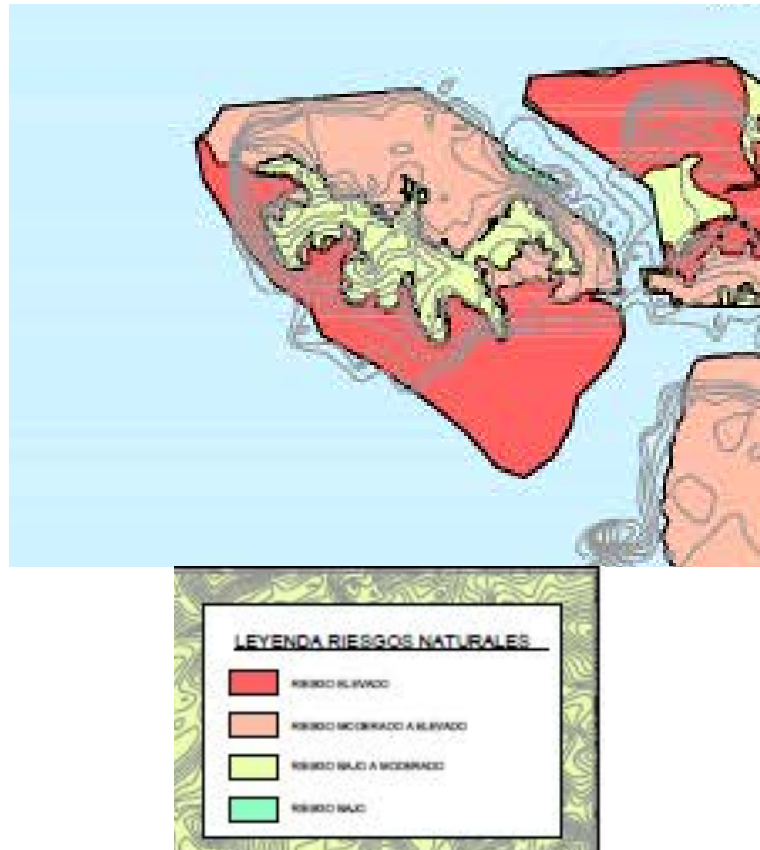 LEYENDA RIESGOS NATURALES
RIESGO ELEVADO
RIESGO MODERADO A ELEVADO
RIESGO BAJO A MODERADO
RIESGO BAJO